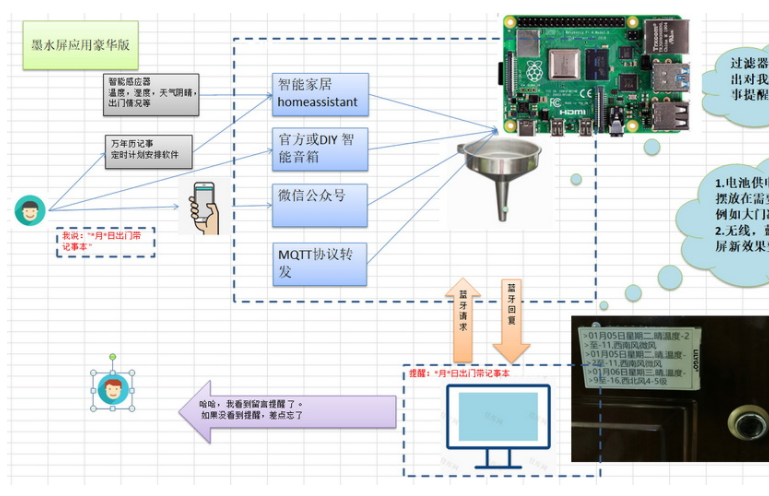 墨水屏应用豪华版
智能感应器
温度，湿度，天气阴晴，
出门情况等
万年历记事
定时计划安排软件
我说："*月*日出门带
记事本"
智能家居
homeassistant
官方或DIY 智
能音箱
微信公众号
MQTT协议转
发
HDMI
过滤器
出对我
事提醒
1.电池供电
摆放在需要
例如大门
2.无线，
屏新效果
蓝牙请求
蓝牙回复
>01月05日星期二,晴,温度-2
>至-11,西南风微风
>01月05日星期二,晴,温度-
>2至-11,西南风微风
>01月06日星期三,晴,温度-
>9至-16,西北风4-5级
提醒：*月*日出门带记事本
哈哈，我看到留言提醒了。
如果没看到提醒，差点忘了